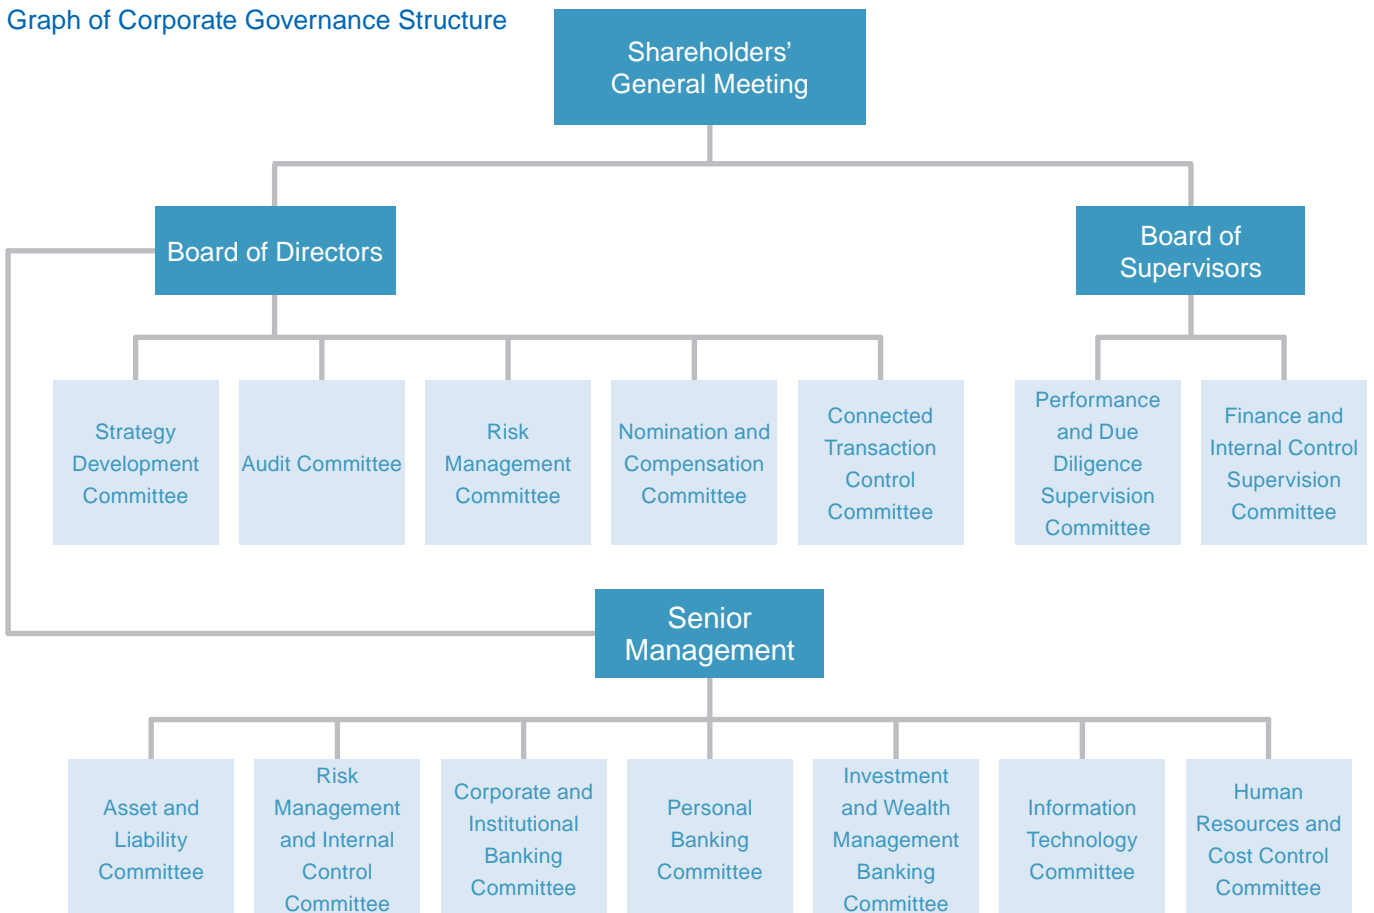 Graph of Corporate Governance Structure
Shareholders’
General Meeting
Board of Directors
Board of
Supervisors
Strategy
Development
Committee
Audit Committee
Risk
Management
Committee
Nomination and
Compensation
Committee
Connected
Transaction
Control
Committee
Performance
and Due
Diligence
Supervision
Committee
Finance and
Internal Control
Supervision
Committee
Senior
Management
Asset and
Liability
Committee
Risk
Management
and Internal
Control
Committee
Corporate and
Institutional
Banking
Committee
Personal
Banking
Committee
Investment
and Wealth
Management
Banking
Committee
Information
Technology
Committee
Human
Resources and
Cost Control
Committee